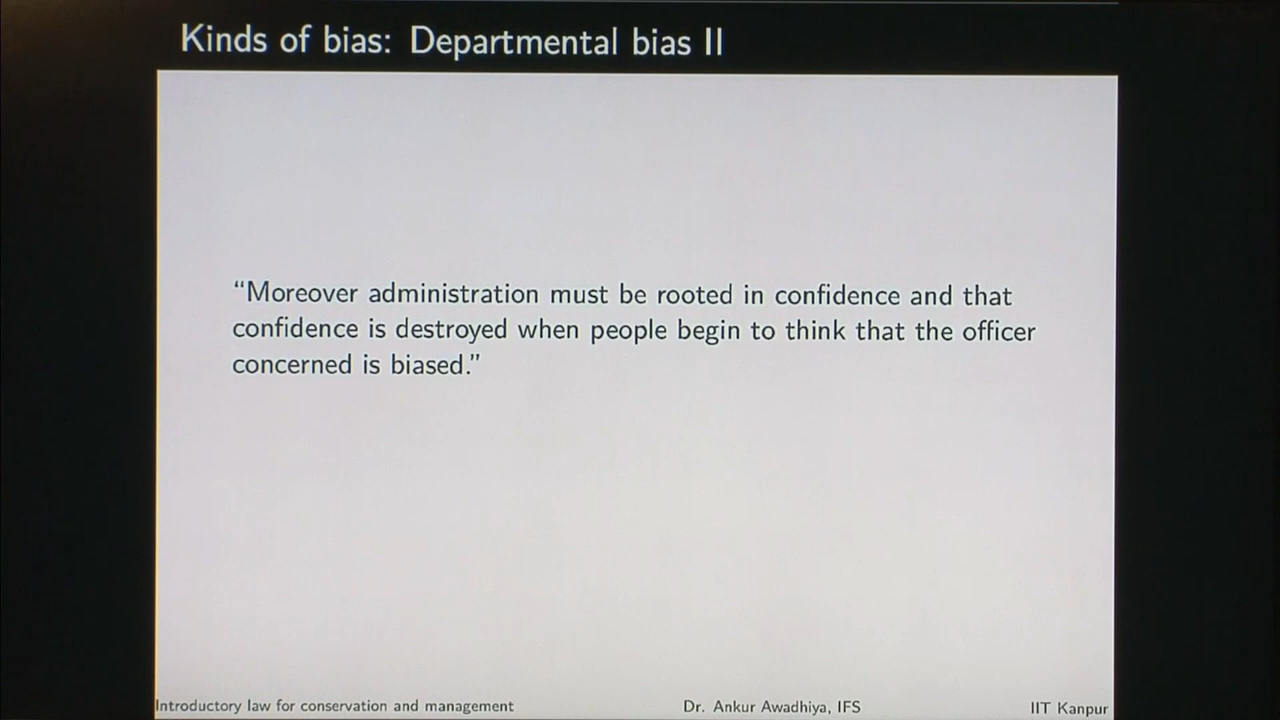 Kinds of bias: Departmental bias II
“Moreover administration must be rooted in confidence and that
confidence is destroyed when people begin to think that the officer
concerned is biased.”
Introductory law for conservation and management Dr. Ankur Awadhiya, IFS IIT Kanpur